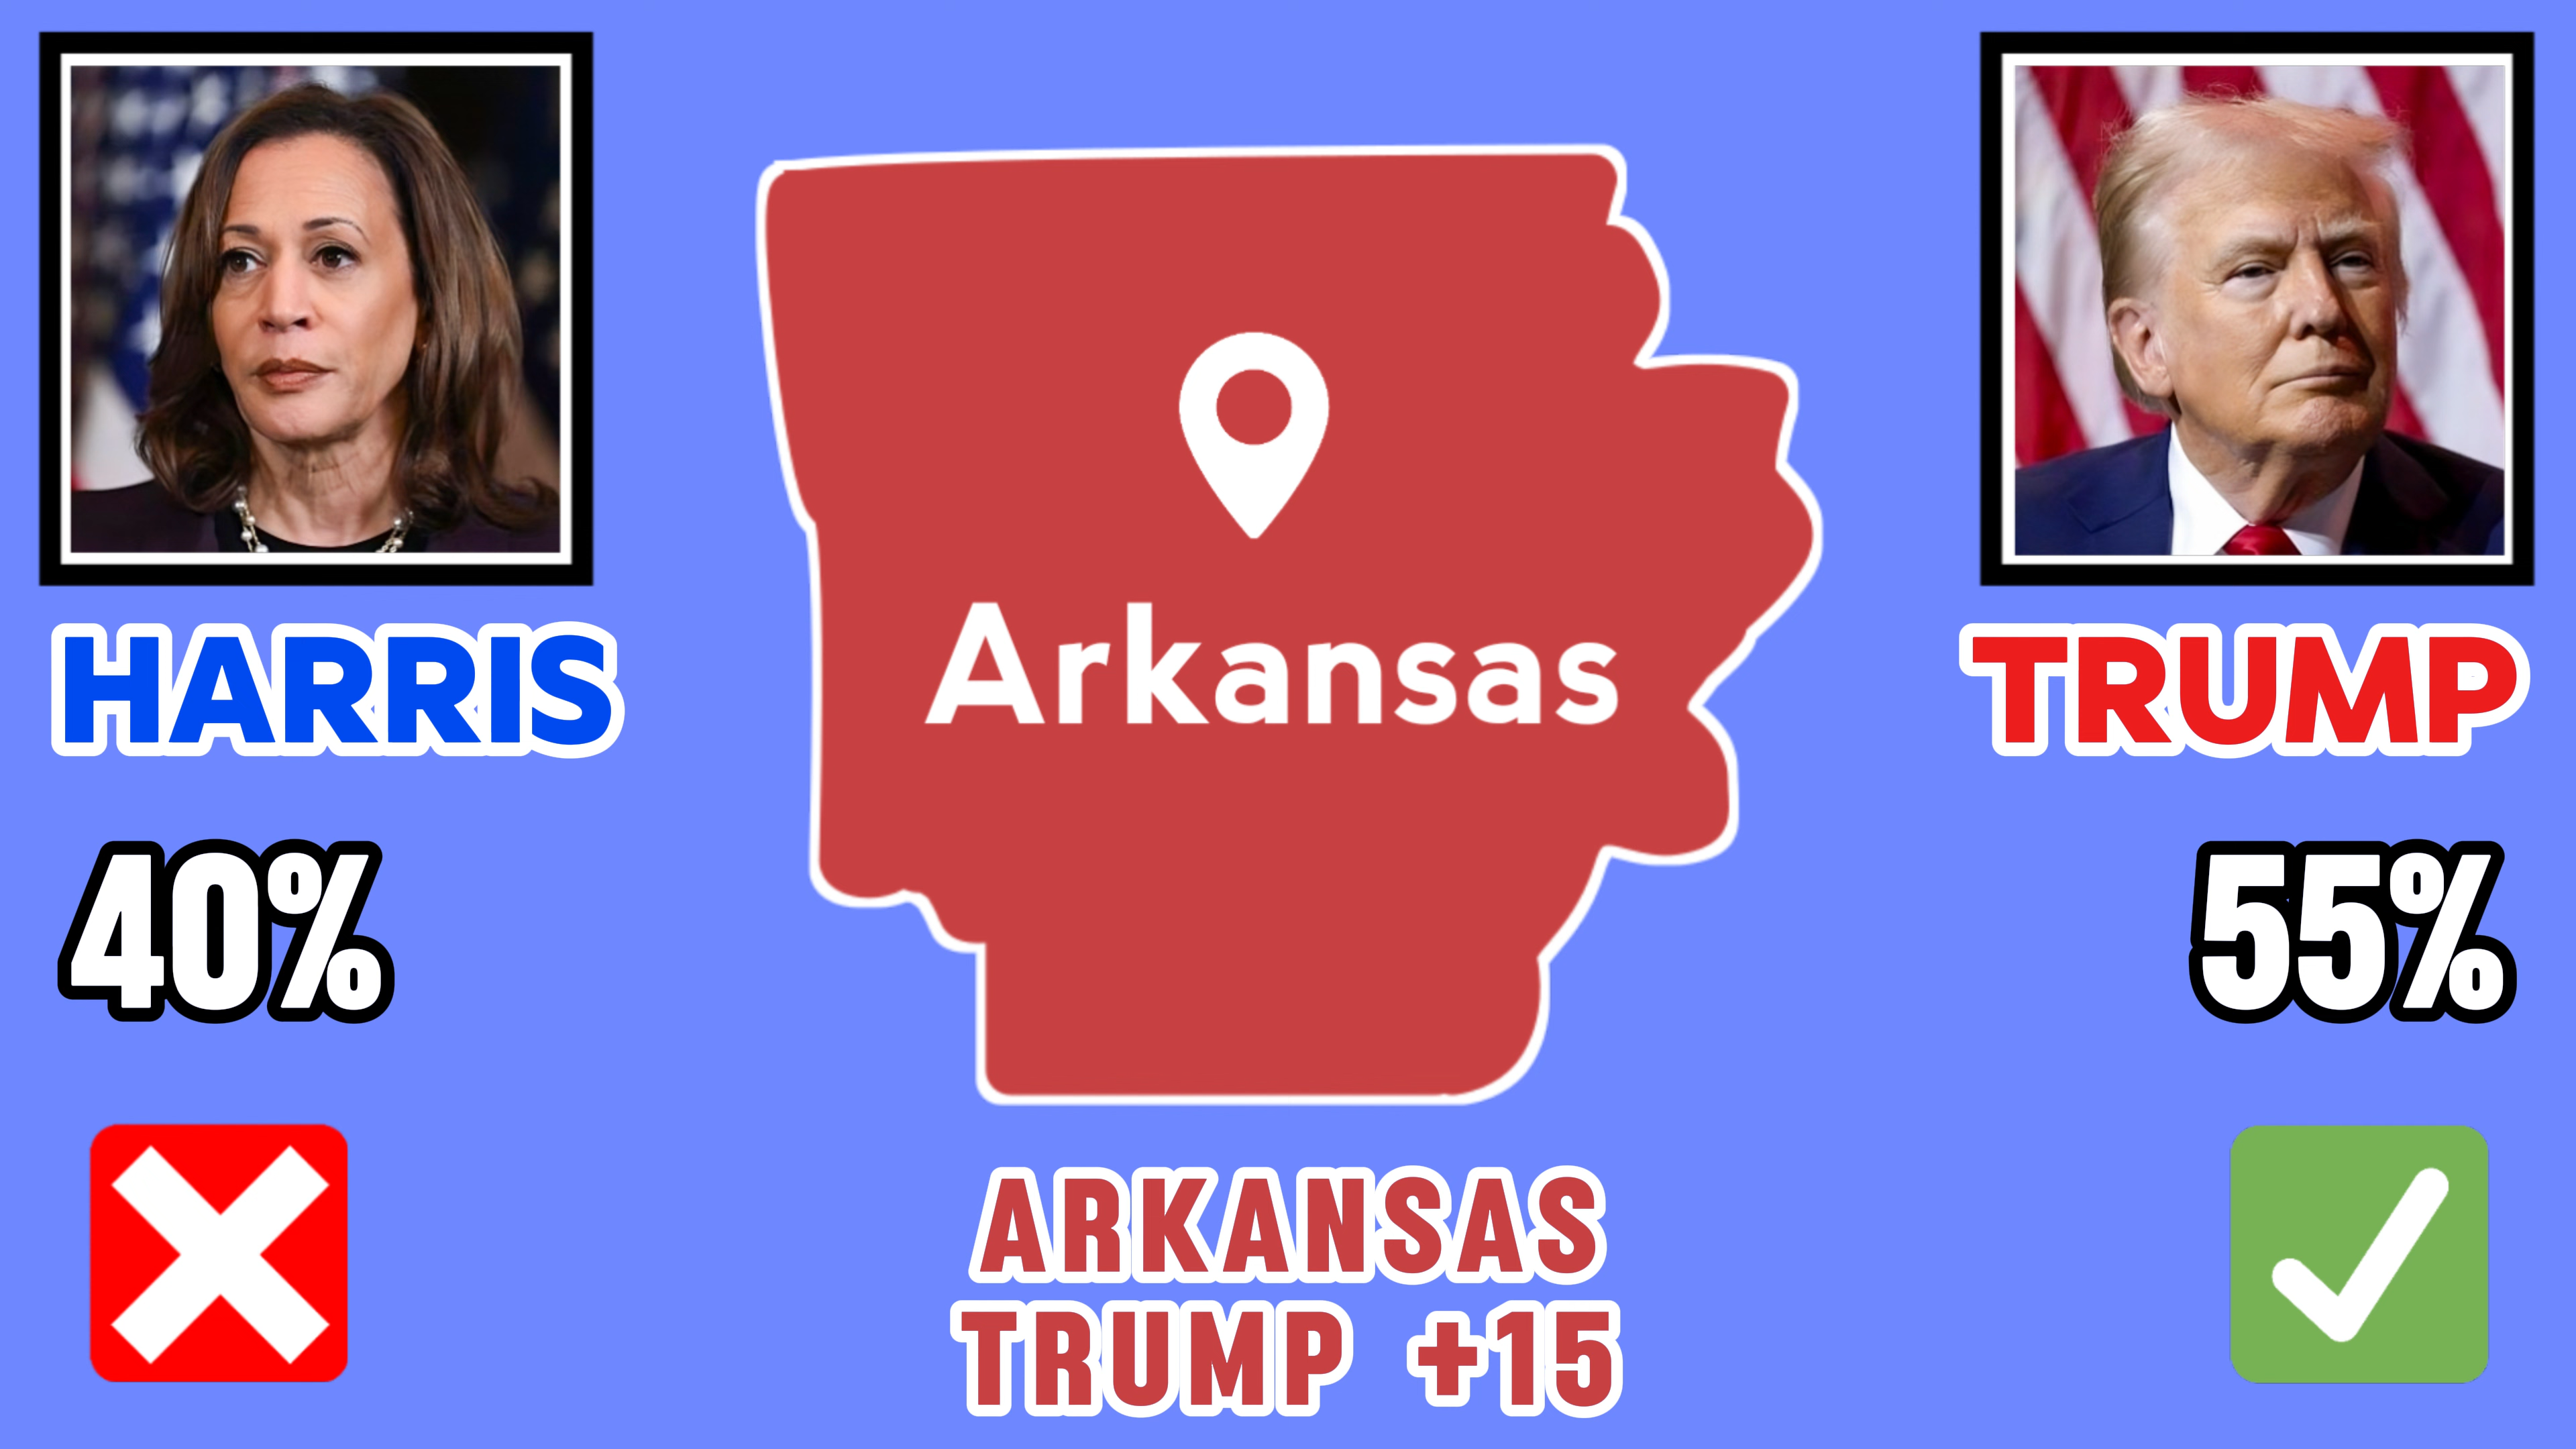 HARRIS
TRUMP
Arkansas
40%
55%
ARKANSAS
TRUMP +15